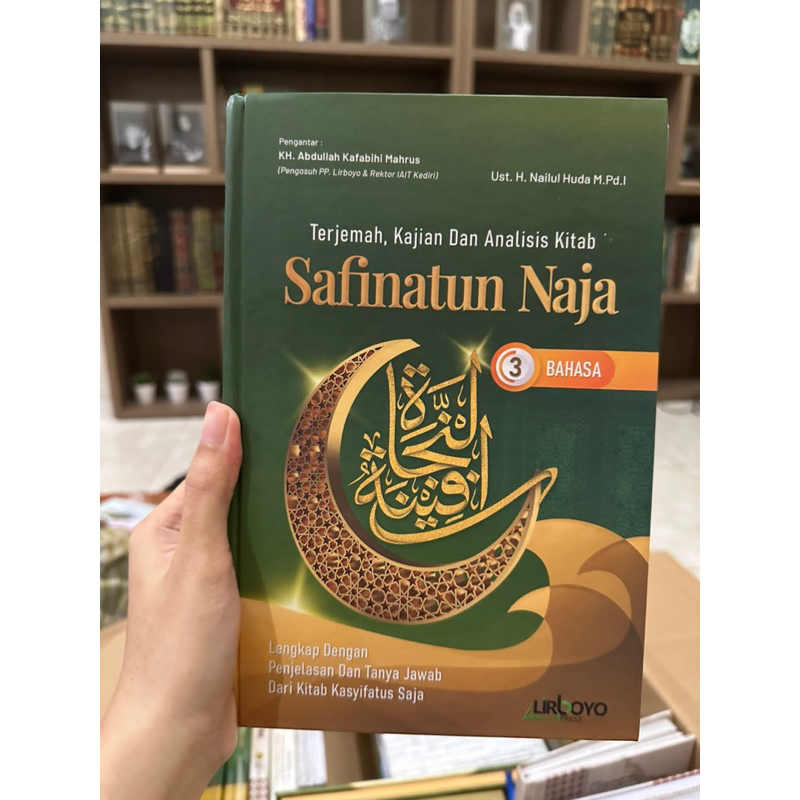 Pengantar :
KH. Abdullah Kafabihi Mahrus
(Pengasuh PP. Lirboyo & Rektor IAIT Kediri)
Ust. H. Nailul Huda M.Pd.I
Terjemah, Kajian Dan Analisis Kitab
Safinatun Naja
3 BAHASA
سفينة النجاة
Lengkap Dengan
Penjelasan Dan Tanya Jawab
Dari Kitab Kasyifatus Saja
LIRBOYO
PRESS